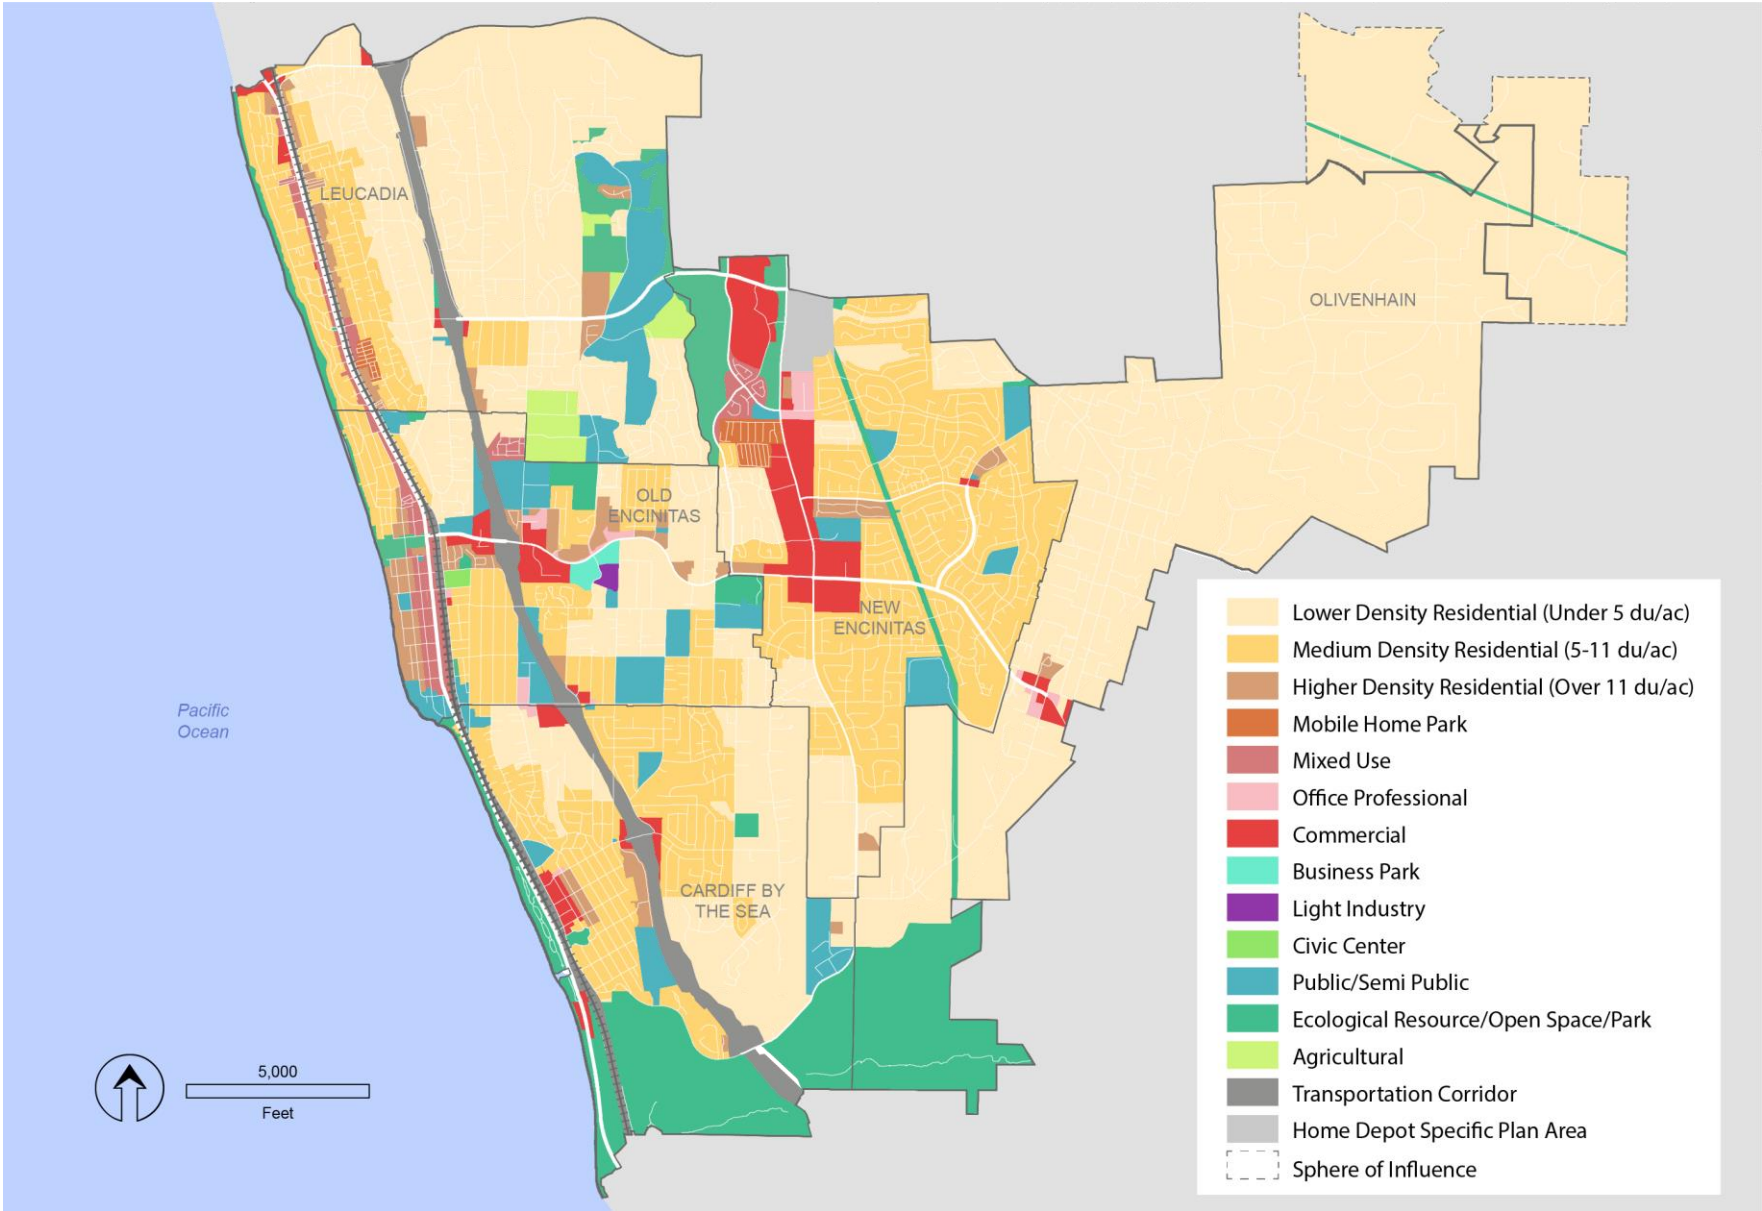 LEUCADIA
OLIVENHAIN
OLD
ENCINITAS
NEW
ENCINITAS
Pacific
Ocean
CARDIFF BY
THE SEA
5,000
Feet
Lower Density Residential (Under 5 du/ac)
Medium Density Residential (5-11 du/ac)
Higher Density Residential (Over 11 du/ac)
Mobile Home Park
Mixed Use
Office Professional
Commercial
Business Park
Light Industry
Civic Center
Public/Semi Public
Ecological Resource/Open Space/Park
Agricultural
Transportation Corridor
Home Depot Specific Plan Area
Sphere of Influence